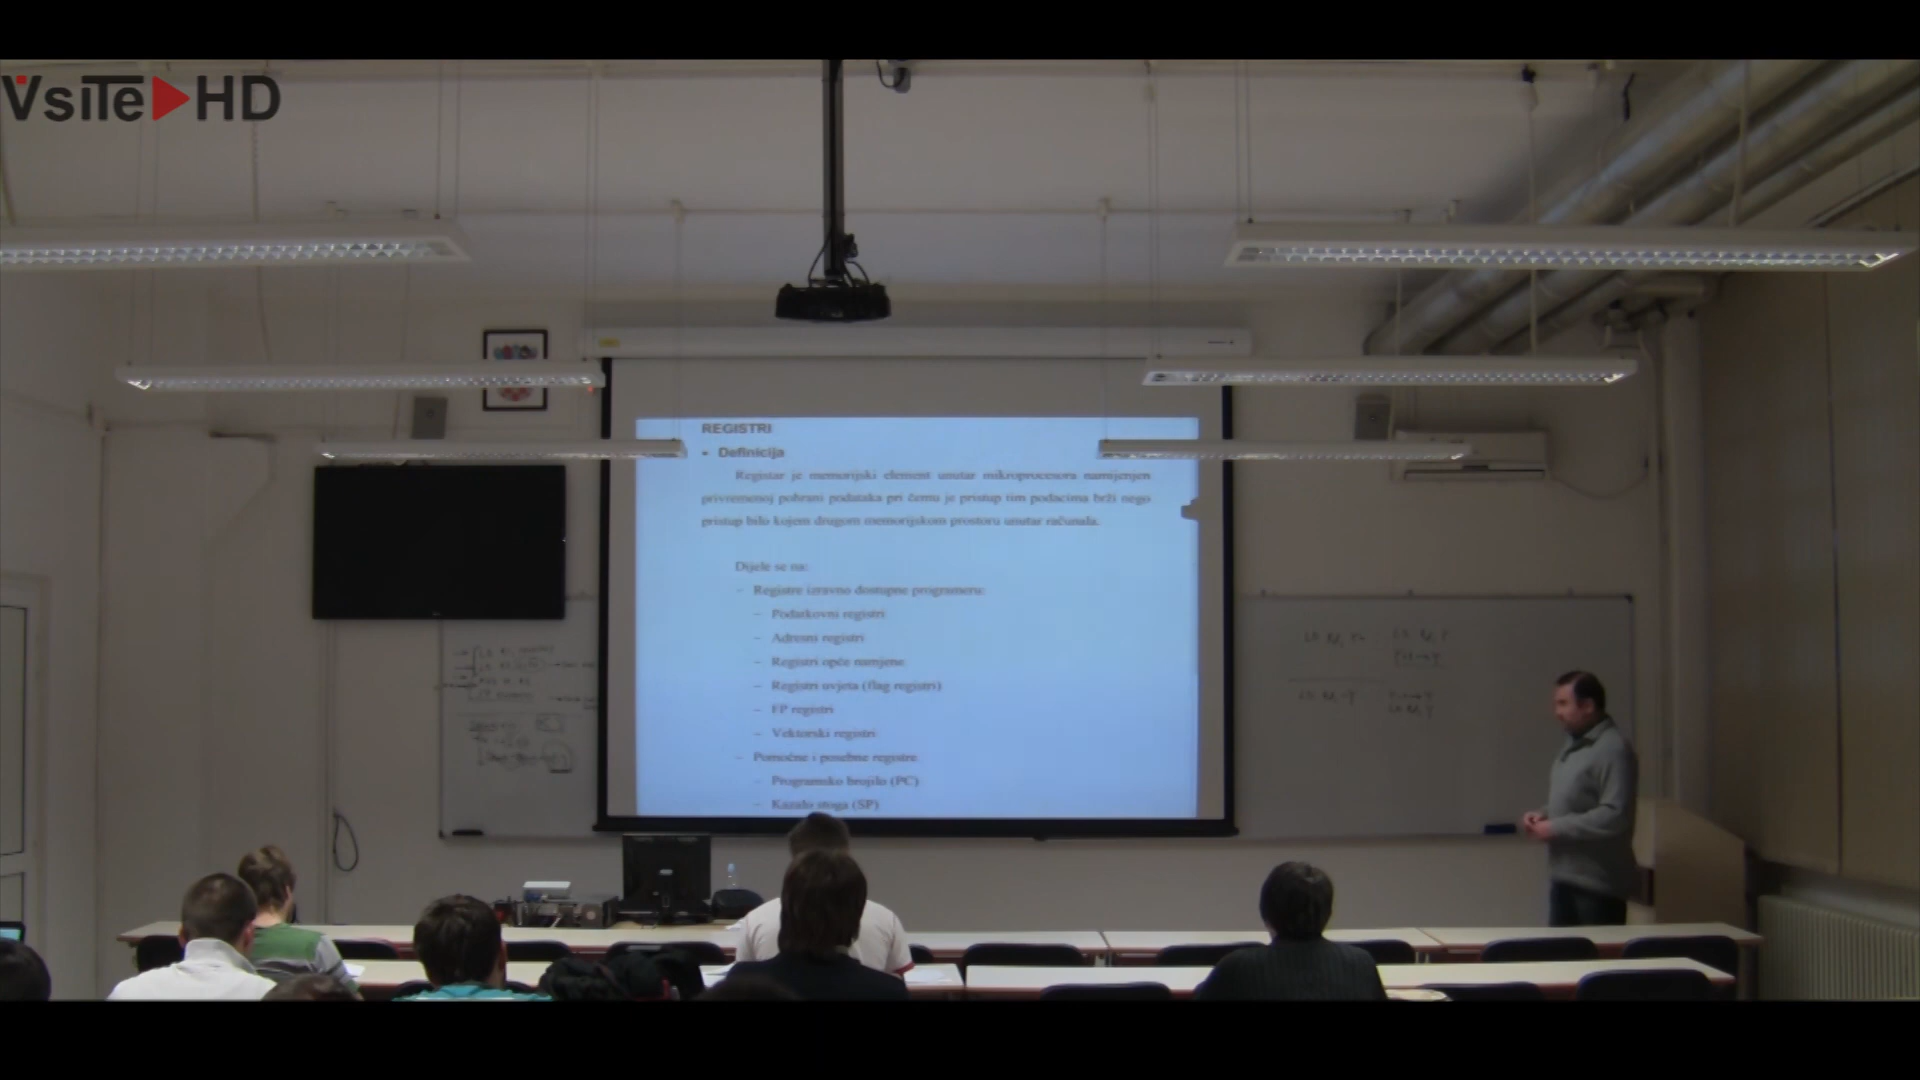 VsiTe HD
REGISTRI
• Definicija
Registar je memorijski element unutar mikroprocesora namijenjen
privremenoj pohrani podataka pri čemu je pristup tim podacima brži nego
pristup bilo kojem drugom memorijskom prostoru unutar računala.
Dijele se na:
– Registre izravno dostupne programeru:
– Podatkovni registri
– Adresni registri
– Registri opće namjene
– Registri uvjeta (flag registri)
– FP registri
– Vektorski registri
– Pomoćne i posebne registre
– Programsko brojilo (PC)
– Kazalo stoga (SP)